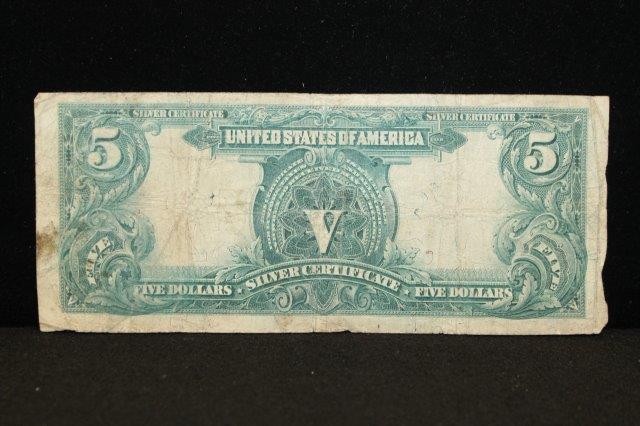 SILVER CERTIFICATE SILVER CERTIFICATE
5 UNITED STATES OF AMERICA 5
V
FIVE FIVE
FIVE DOLLARS • SILVER CERTIFICATE • FIVE DOLLARS
V V